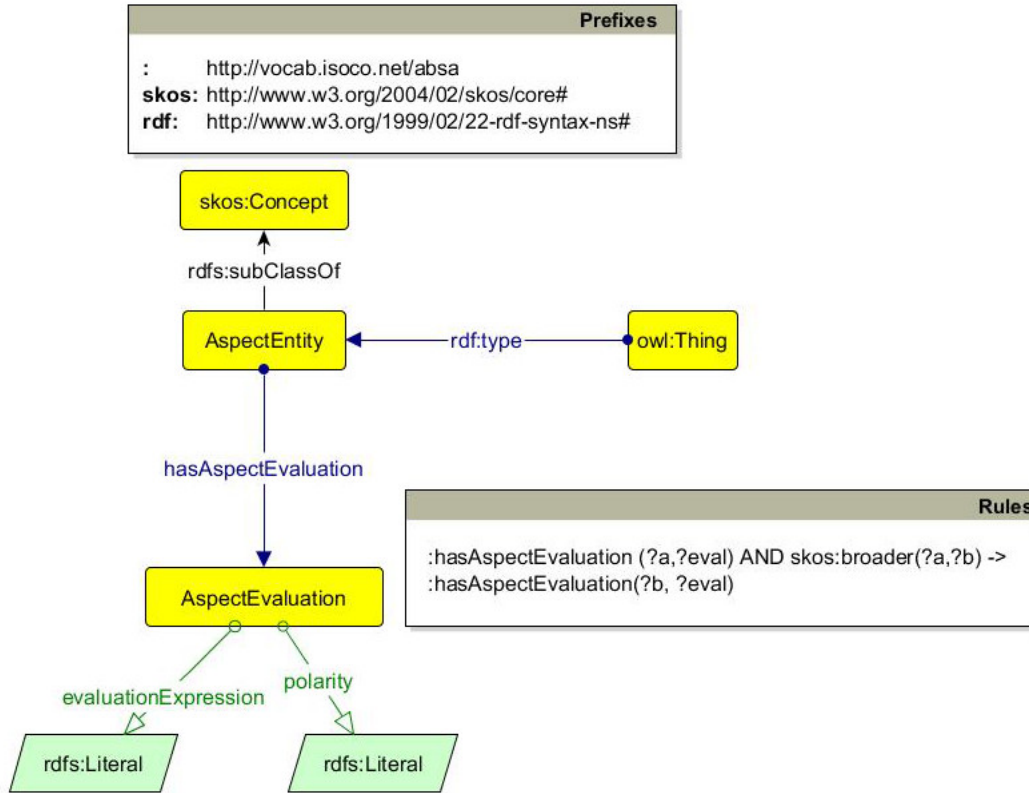 Prefixes
: http://vocab.isoco.net/absa
skos: http://www.w3.org/2004/02/skos/core#
rdf: http://www.w3.org/1999/02/22-rdf-syntax-ns#
skos:Concept
rdfs:subClassOf
AspectEntity
rdf:type
owl:Thing
hasAspectEvaluation
Rules
:hasAspectEvaluation (?a,?eval) AND skos:broader(?a,?b) ->
:hasAspectEvaluation(?b, ?eval)
AspectEvaluation
evaluationExpression
polarity
rdfs:Literal
rdfs:Literal